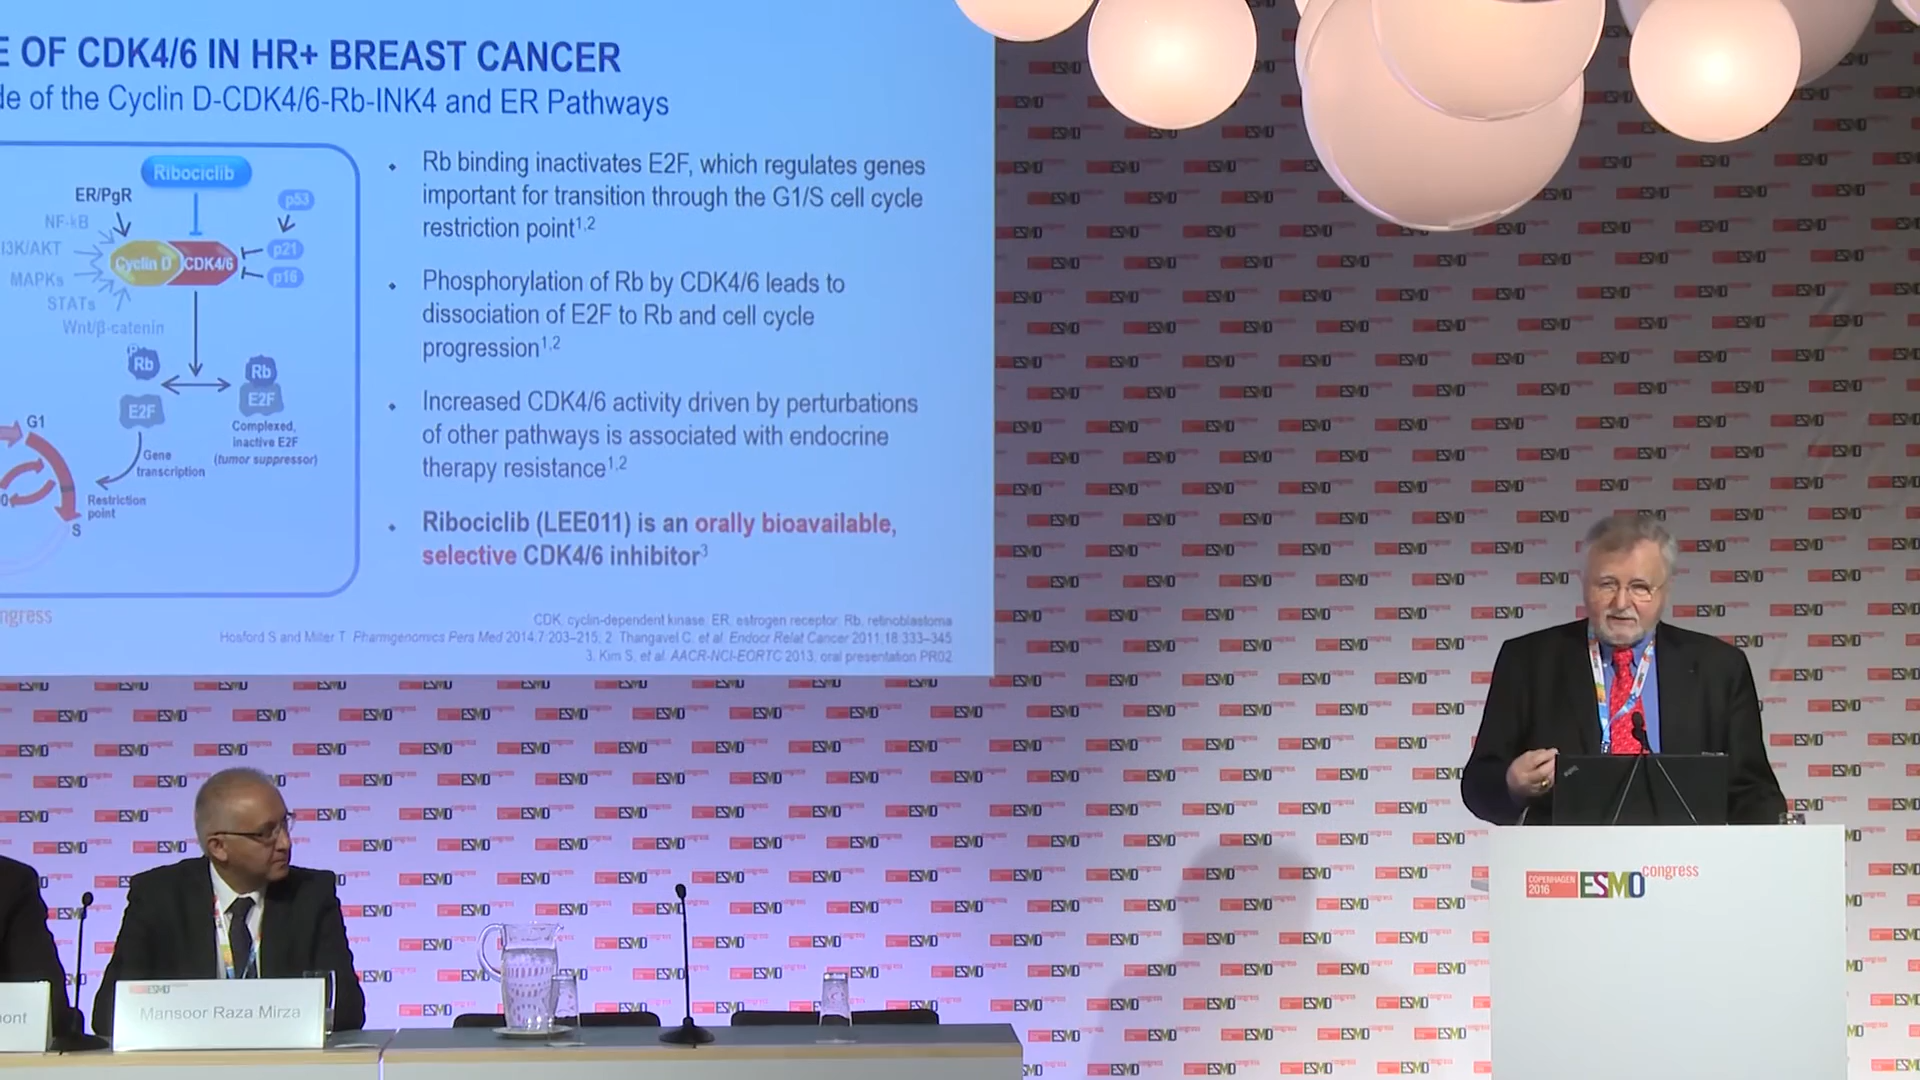 E OF CDK4/6 IN HR+ BREAST CANCER
de of the Cyclin D-CDK4/6-Rb-INK4 and ER Pathways
Ribociclib
ER/PgR
p53
NF-kB
I3K/AKT
Cyclin D
CDK4/6
p21
MAPKs
p16
STATs
Wnt/β-catenin
P
Rb
Rb
E2F
E2F
Complexed,
inactive E2F
(tumor suppressor)
G1
Gene
transcription
0
Restriction
point
S
• Rb binding inactivates E2F, which regulates genes
important for transition through the G1/S cell cycle
restriction point1,2
• Phosphorylation of Rb by CDK4/6 leads to
dissociation of E2F to Rb and cell cycle
progression1,2
• Increased CDK4/6 activity driven by perturbations
of other pathways is associated with endocrine
therapy resistance1,2
• Ribociclib (LEE011) is an orally bioavailable,
selective CDK4/6 inhibitor3
ngress
CDK, cyclin-dependent kinase; ER, estrogen receptor; Rb, retinoblastoma
Hosford S and Miller T. Pharmgenomics Pers Med 2014;7:203–215; 2. Thangavel C, et al. Endocr Relat Cancer 2011;18:333–345
3. Kim S, et al. AACR-NCI-EORTC 2013, oral presentation PR02
COPENHAGEN
2016
ESMO congress
ont
Mansoor Raza Mirza